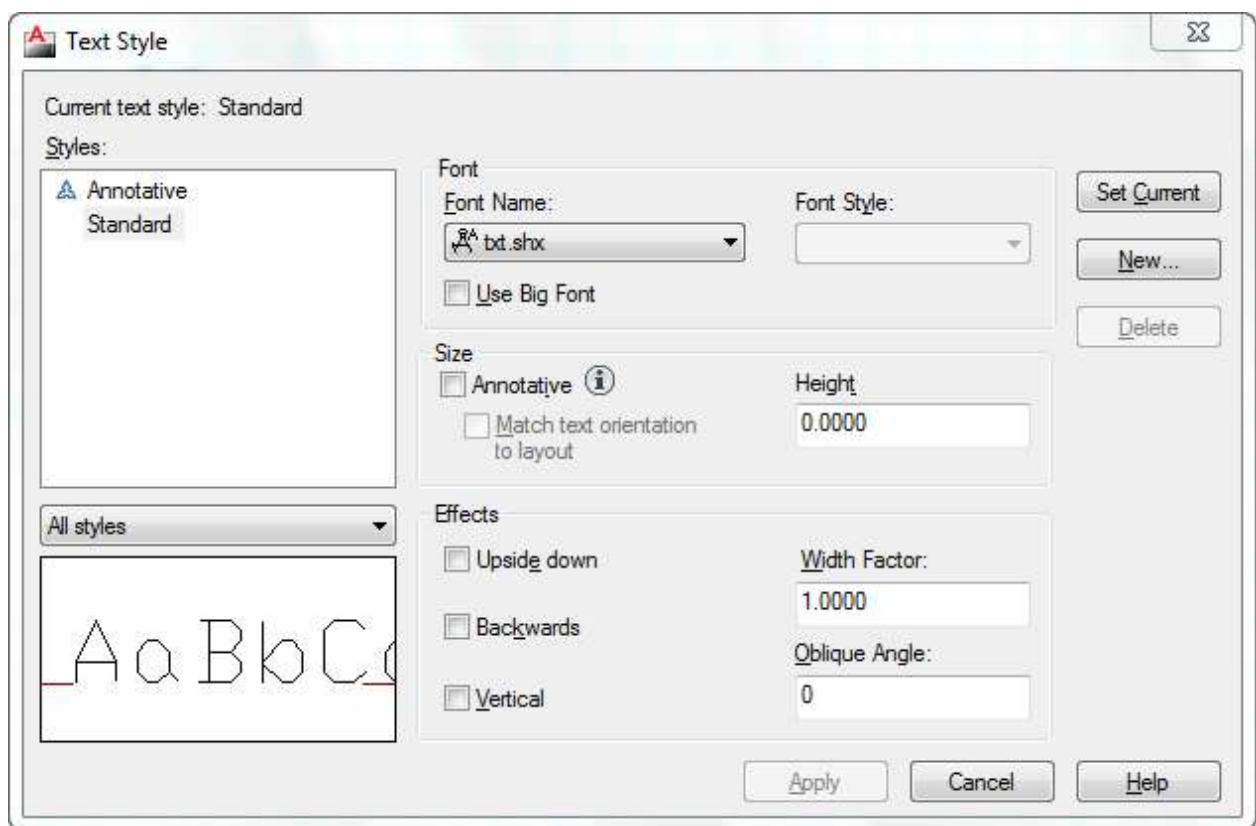 Text Style
Current text style: Standard
Styles:
Annotative
Standard
All styles
Aa Bb C
Font
Font Name:
txt.shx
Font Style:
Use Big Font
Size
Annotative
Match text orientation
to layout
Height
0.0000
Effects
Upside down
Backwards
Vertical
Width Factor:
1.0000
Oblique Angle:
0
Set Current
New...
Delete
Apply
Cancel
Help